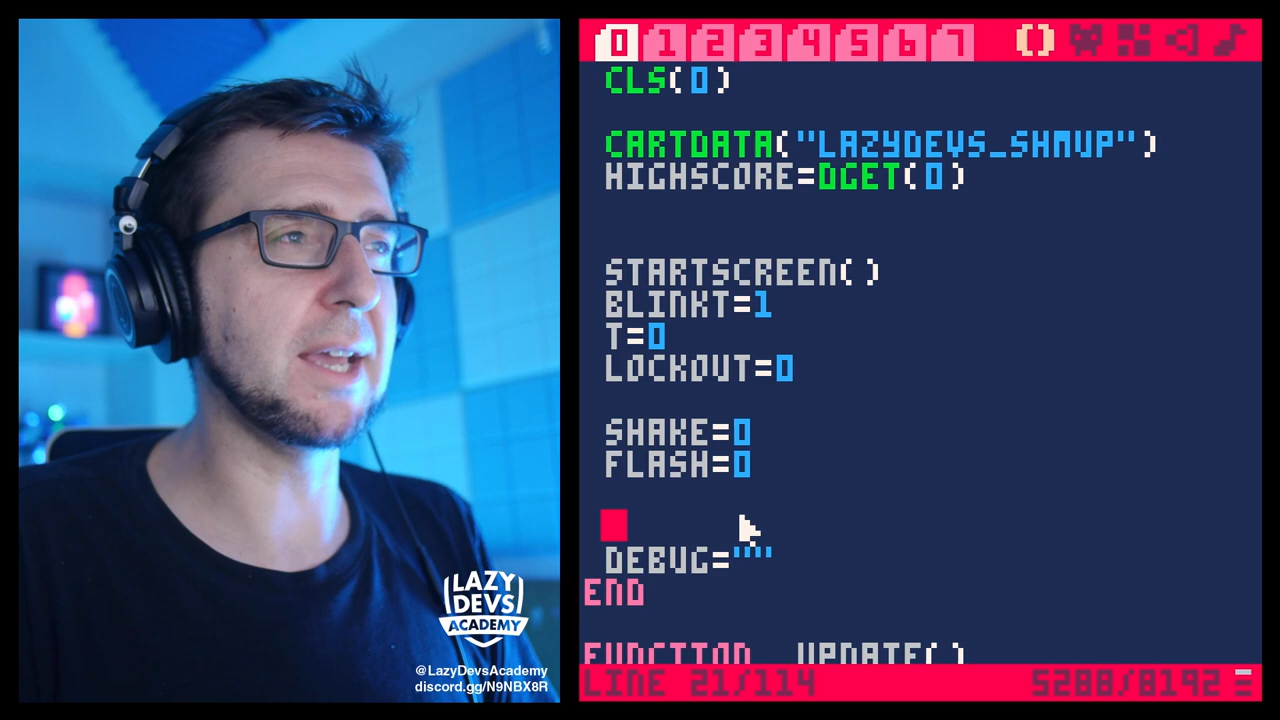 0 1 2 3 4 5 6 7 ()
CLS(0)
CARTDATA("LAZYDEVS_SHMUP")
HIGHSCORE=DGET(0)
STARTSCREEN()
BLINKT=1
T=0
LOCKOUT=0
SHAKE=0
FLASH=0
DEBUG=""
END
FUNCTION _UPDATE()
LINE 21/114 5288/8192
LAZY
DEVS
ACADEMY
@LazyDevsAcademy
discord.gg/N9NBX8R